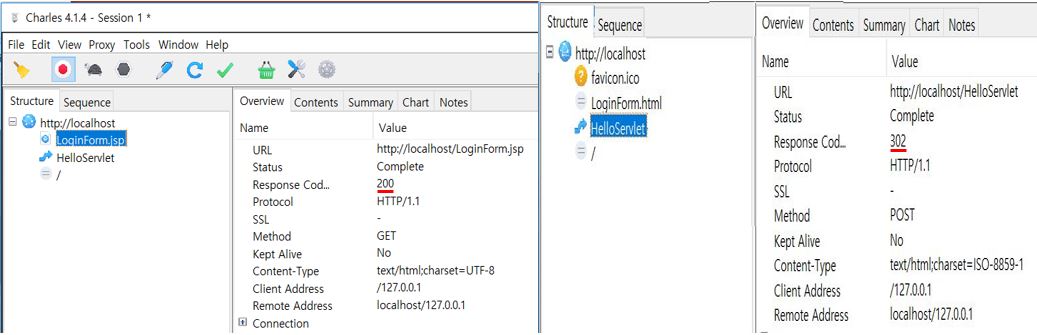 Charles 4.1.4 - Session 1 *
File Edit View Proxy Tools Window Help
Structure Sequence
http://localhost
LoginForm.jsp
HelloServlet
/
Overview Contents Summary Chart Notes
Name Value
URL http://localhost/LoginForm.jsp
Status Complete
Response Cod... 200
Protocol HTTP/1.1
SSL -
Method GET
Kept Alive No
Content-Type text/html;charset=UTF-8
Client Address /127.0.0.1
Remote Address localhost/127.0.0.1
Connection
Structure Sequence
http://localhost
favicon.ico
LoginForm.html
HelloServlet
/
Overview Contents Summary Chart Notes
Name Value
URL http://localhost/HelloServlet
Status Complete
Response Cod... 302
Protocol HTTP/1.1
SSL -
Method POST
Kept Alive No
Content-Type text/html;charset=ISO-8859-1
Client Address /127.0.0.1
Remote Address localhost/127.0.0.1